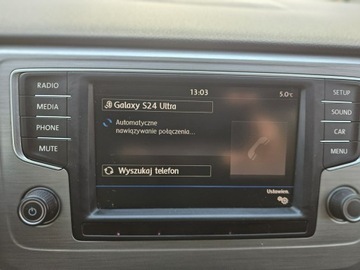 RADIO
MEDIA
PHONE
MUTE
13:03
5.0°C
Galaxy S24 Ultra
Automatyczne
nawiązywanie połączenia...
Wyszukaj telefon
Ustawien.
SETUP
SOUND
CAR
MENU